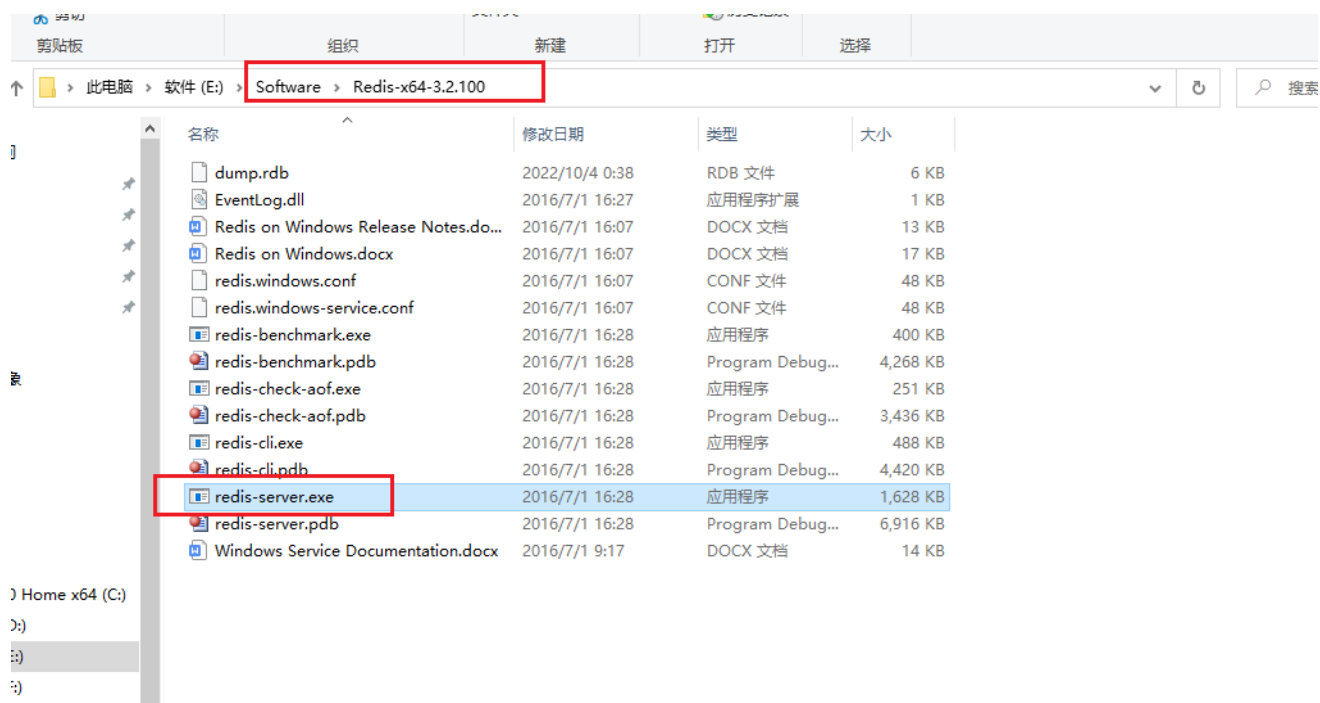 剪切
剪贴板 组织 新建 打开 选择
此电脑 › 软件 (E:) › Software › Redis-x64-3.2.100 搜索
名称 修改日期 类型 大小
dump.rdb 2022/10/4 0:38 RDB 文件 6 KB
EventLog.dll 2016/7/1 16:27 应用程序扩展 1 KB
Redis on Windows Release Notes.do... 2016/7/1 16:07 DOCX 文档 13 KB
Redis on Windows.docx 2016/7/1 16:07 DOCX 文档 17 KB
redis.windows.conf 2016/7/1 16:07 CONF 文件 48 KB
redis.windows-service.conf 2016/7/1 16:07 CONF 文件 48 KB
redis-benchmark.exe 2016/7/1 16:28 应用程序 400 KB
redis-benchmark.pdb 2016/7/1 16:28 Program Debug... 4,268 KB
象
redis-check-aof.exe 2016/7/1 16:28 应用程序 251 KB
redis-check-aof.pdb 2016/7/1 16:28 Program Debug... 3,436 KB
redis-cli.exe 2016/7/1 16:28 应用程序 488 KB
redis-cli.pdb 2016/7/1 16:28 Program Debug... 4,420 KB
redis-server.exe 2016/7/1 16:28 应用程序 1,628 KB
redis-server.pdb 2016/7/1 16:28 Program Debug... 6,916 KB
Windows Service Documentation.docx 2016/7/1 9:17 DOCX 文档 14 KB
Home x64 (C:)
:)
:)
:)